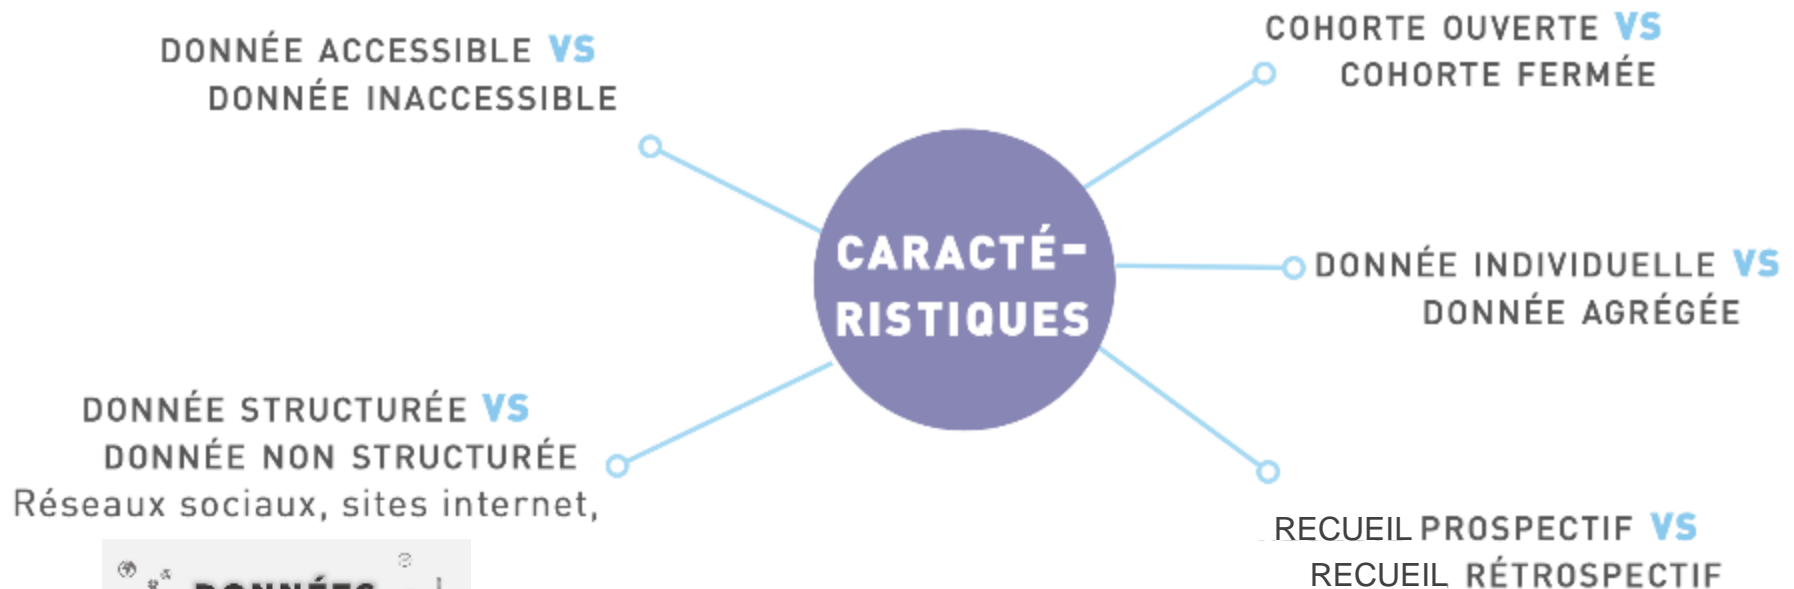 DONNÉE ACCESSIBLE VS
DONNÉE INACCESSIBLE
COHORTE OUVERTE VS
COHORTE FERMÉE
CARACTÉ-
RISTIQUES
DONNÉE INDIVIDUELLE VS
DONNÉE AGRÉGÉE
DONNÉE STRUCTURÉE VS
DONNÉE NON STRUCTURÉE
Réseaux sociaux, sites internet,
RECUEIL PROSPECTIF VS
RECUEIL RÉTROSPECTIF
DONNÉES